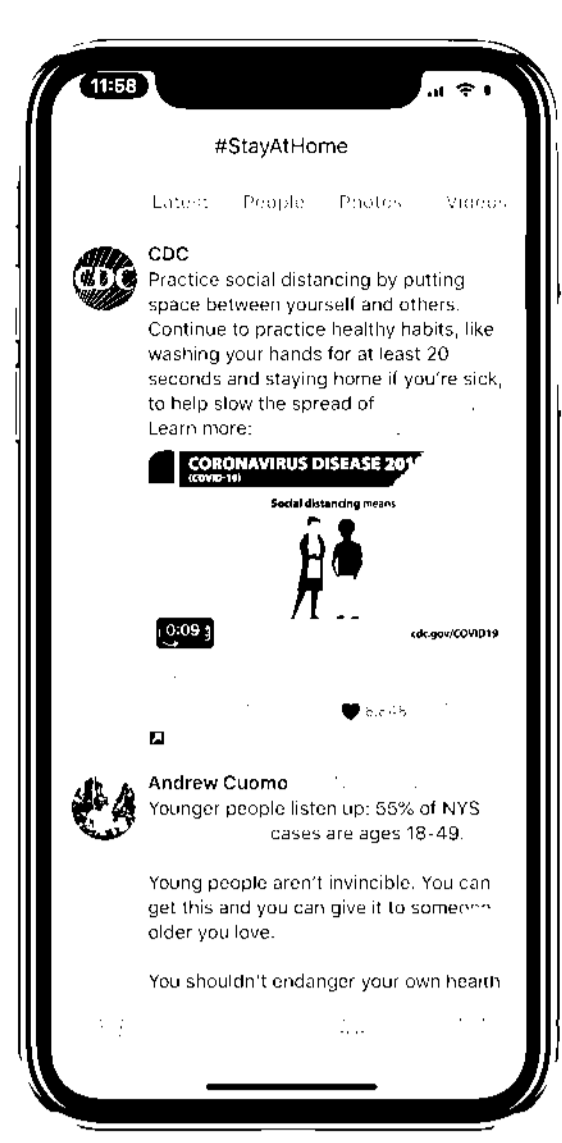 11:58
#StayAtHome
Latest People Photos Videos
CDC
CDC
Practice social distancing by putting
space between yourself and others.
Continue to practice healthy habits, like
washing your hands for at least 20
seconds and staying home if you're sick,
to help slow the spread of
Learn more:
CORONAVIRUS DISEASE 201
(COVID-19)
Social distancing means
0:09
cdc.gov/COVID19
Andrew Cuomo
Younger people listen up: 55% of NYS
cases are ages 18-49.
Young people aren't invincible. You can
get this and you can give it to someone
older you love.
You shouldn't endanger your own health